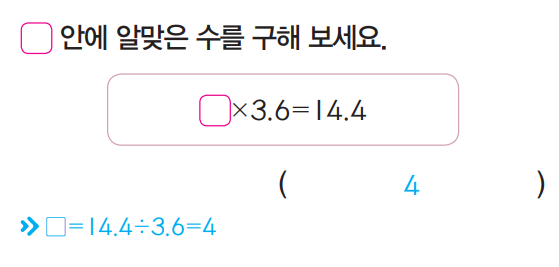 □ 안에 알맞은 수를 구해 보세요.
□×3.6=14.4
( 4 )
» □=14.4÷3.6=4